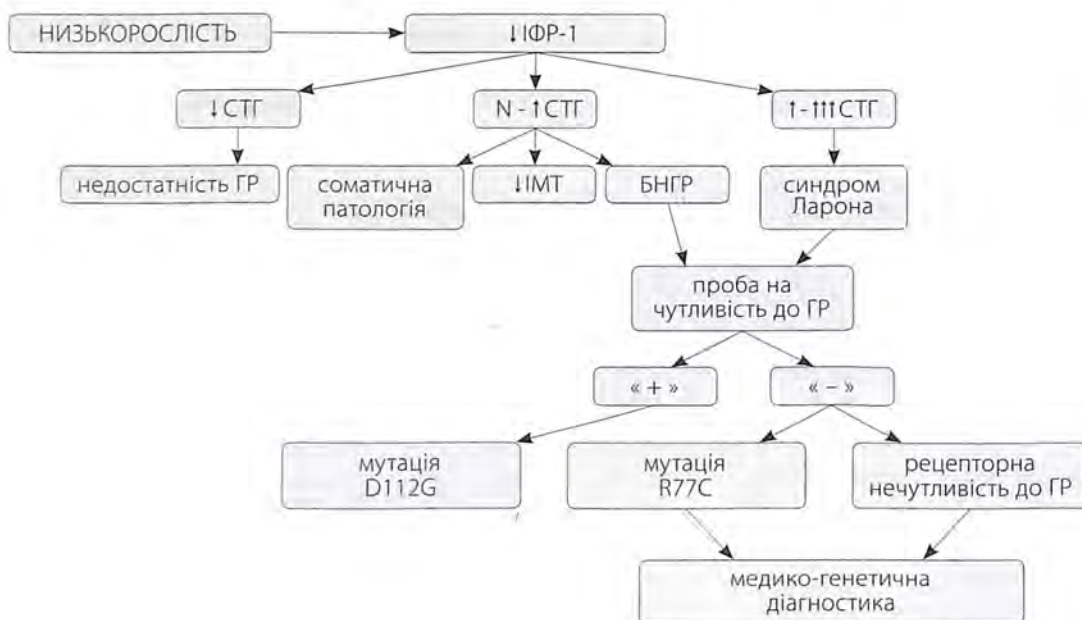 НИЗЬКОРОСЛІСТЬ
↓ІФР-1
↓СТГ
N - ↑СТГ
↑-↑↑↑СТГ
недостатність ГР
соматична
патологія
↓ІМТ
БНГР
синдром
Ларона
проба на
чутливість до ГР
« + »
« – »
мутація
D112G
мутація
R77C
рецепторна
нечутливість до ГР
медико-генетична
діагностика